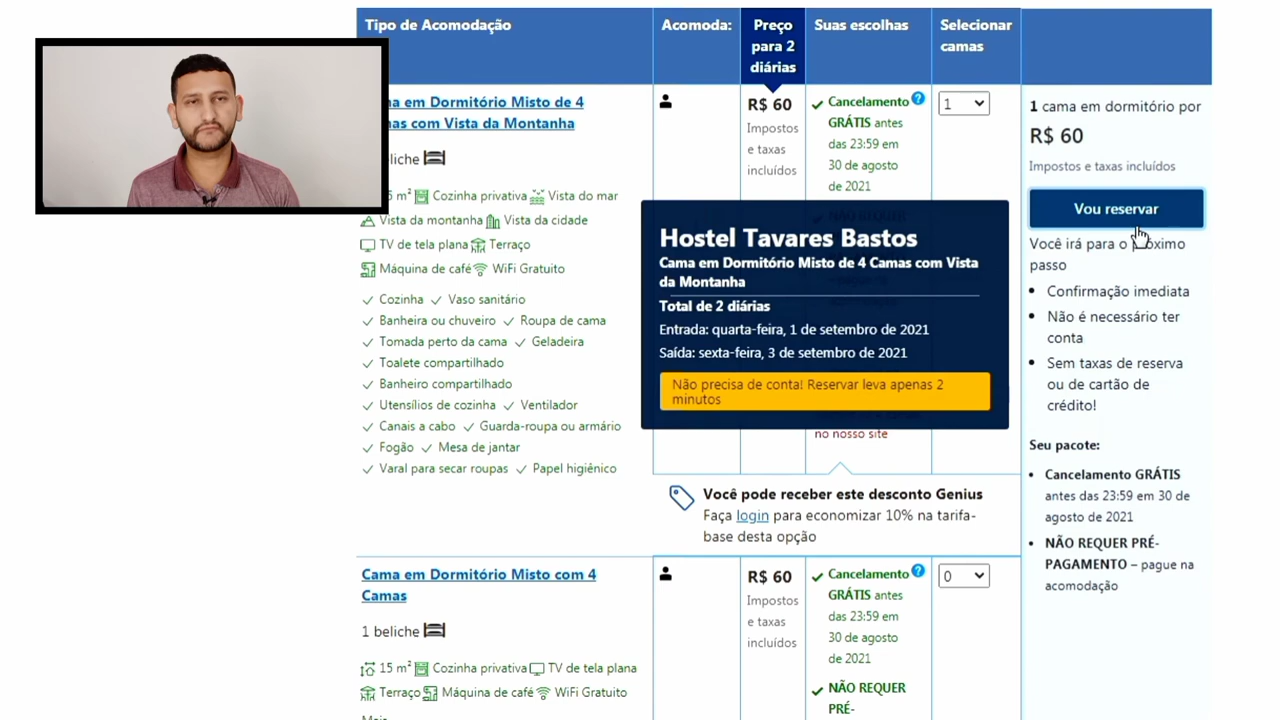 Tipo de Acomodação
Acomoda:
Preço
para 2
diárias
Suas escolhas
Selecionar
camas
ma em Dormitório Misto de 4
mas com Vista da Montanha
liche
m² Cozinha privativa Vista do mar
Vista da montanha Vista da cidade
TV de tela plana Terraço
Máquina de café WiFi Gratuito
Cozinha Vaso sanitário
Banheira ou chuveiro Roupa de cama
Tomada perto da cama Geladeira
Toalete compartilhado
Banheiro compartilhado
Utensílios de cozinha Ventilador
Canais a cabo Guarda-roupa ou armário
Fogão Mesa de jantar
Varal para secar roupas Papel higiênico
R$ 60
Impostos
e taxas
incluídos
Cancelamento
GRÁTIS antes
das 23:59 em
30 de agosto
de 2021
1
Hostel Tavares Bastos
Cama em Dormitório Misto de 4 Camas com Vista
da Montanha
Total de 2 diárias
Entrada: quarta-feira, 1 de setembro de 2021
Saída: sexta-feira, 3 de setembro de 2021
Não precisa de conta! Reservar leva apenas 2
minutos
no nosso site
Você pode receber este desconto Genius
Faça login para economizar 10% na tarifa-
base desta opção
1 cama em dormitório por
R$ 60
Impostos e taxas incluídos
Vou reservar
Você irá para o próximo
passo
Confirmação imediata
Não é necessário ter
conta
Sem taxas de reserva
ou de cartão de
crédito!
Seu pacote:
Cancelamento GRÁTIS
antes das 23:59 em 30 de
agosto de 2021
NÃO REQUER PRÉ-
PAGAMENTO – pague na
acomodação
Cama em Dormitório Misto com 4
Camas
1 beliche
15 m² Cozinha privativa TV de tela plana
Terraço Máquina de café WiFi Gratuito
R$ 60
Impostos
e taxas
incluídos
Cancelamento
GRÁTIS antes
das 23:59 em
30 de agosto
de 2021
NÃO REQUER
PRÉ-
0